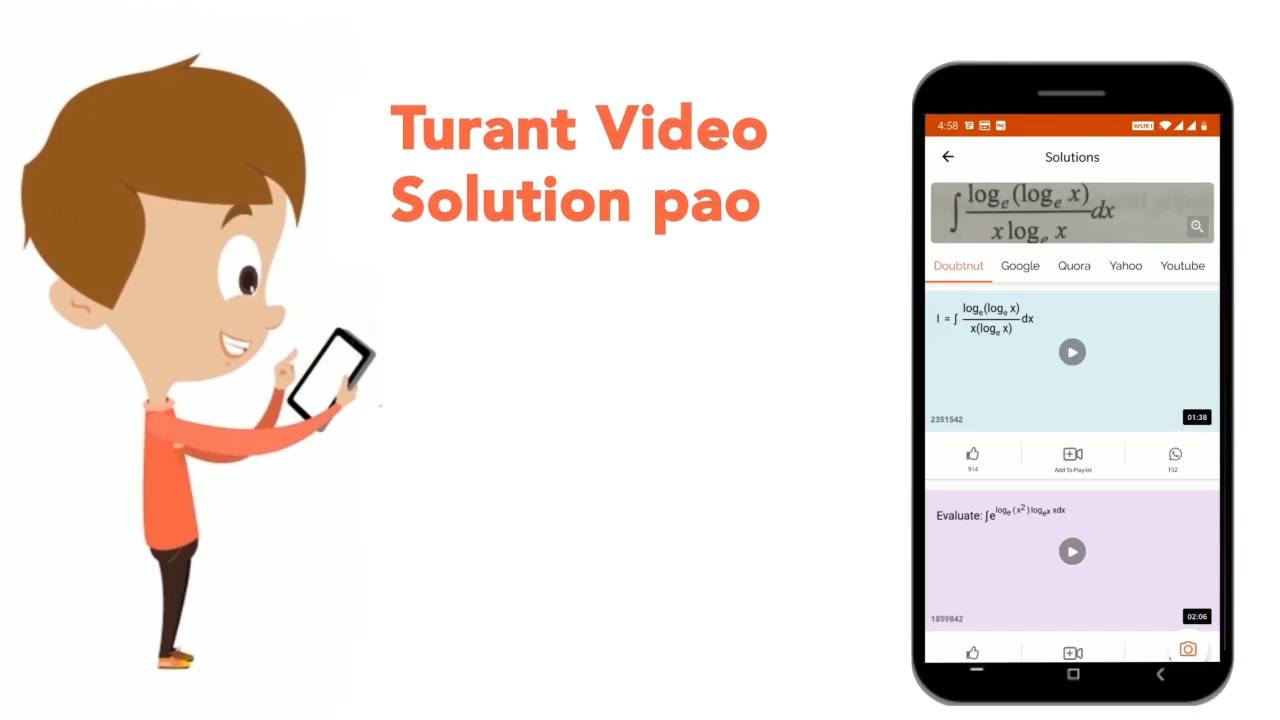 Turant Video
Solution pao
4:58
VoLTE1
Solutions
∫ logₑ(logₑ x) / x logₑ x dx
Doubtnut Google Quora Yahoo Youtube
I = ∫ logₑ(logₑ x) / x(logₑ x) dx
2351542 01:38
914 Add To Playlist 152
Evaluate: ∫e^logₑ(x²)logₑx xdx
1859842 02:06